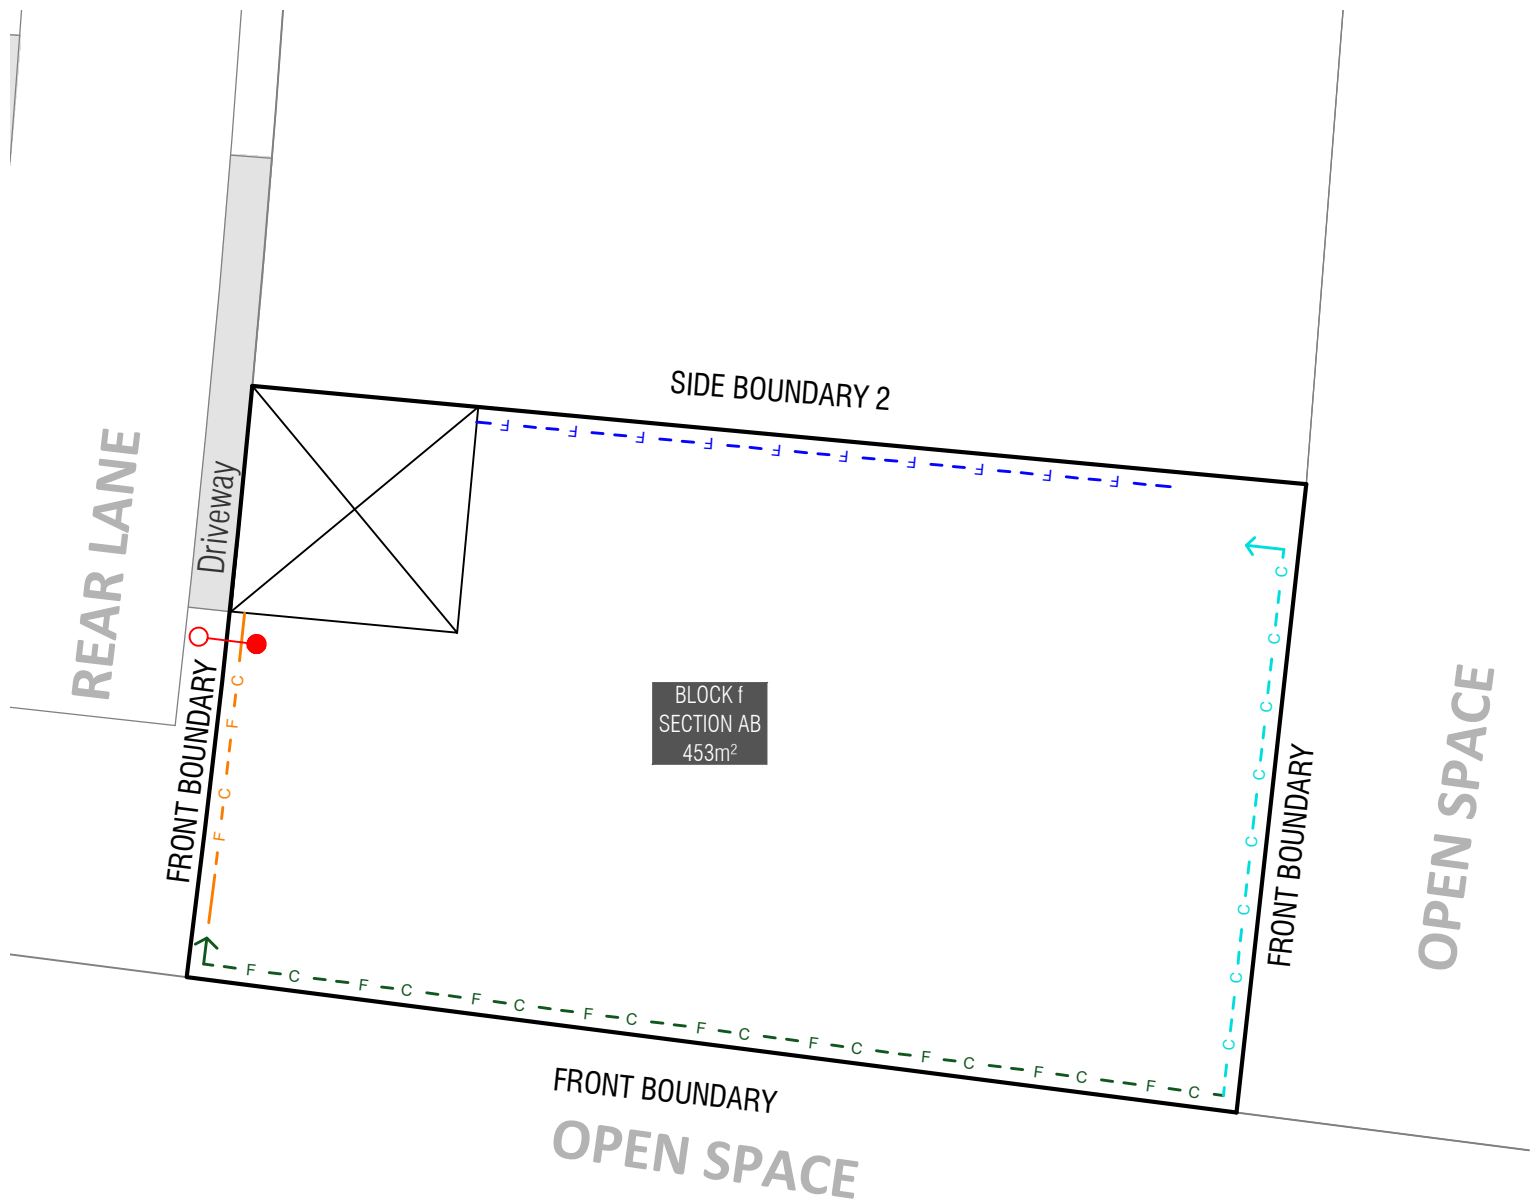 SIDE BOUNDARY 2
F F F F F F F F F F
REAR LANE
Driveway
FRONT BOUNDARY
C F C F
BLOCK f
SECTION AB
453m²
C C C C C C C C
FRONT BOUNDARY
OPEN SPACE
F C F C F C F C F C F C F C F C F C
FRONT BOUNDARY
OPEN SPACE